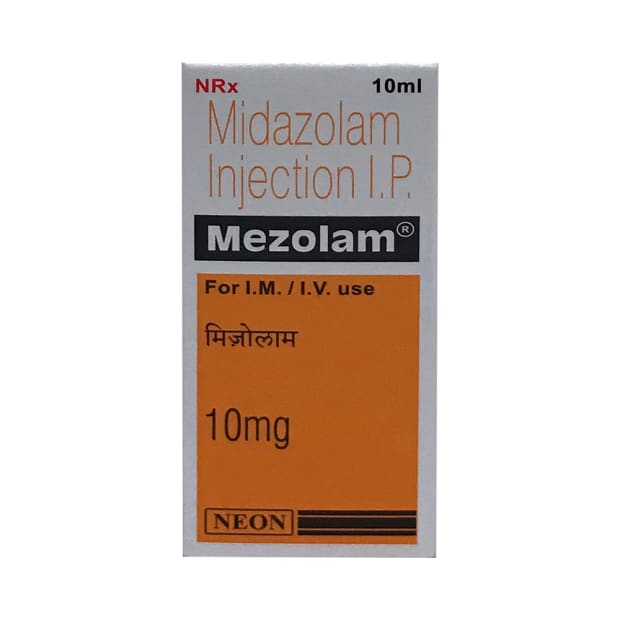 NRx 10ml
Midazolam
Injection I.P.
Mezolam®
For I.M. / I.V. use
मिज़ोलाम
10mg
NEON